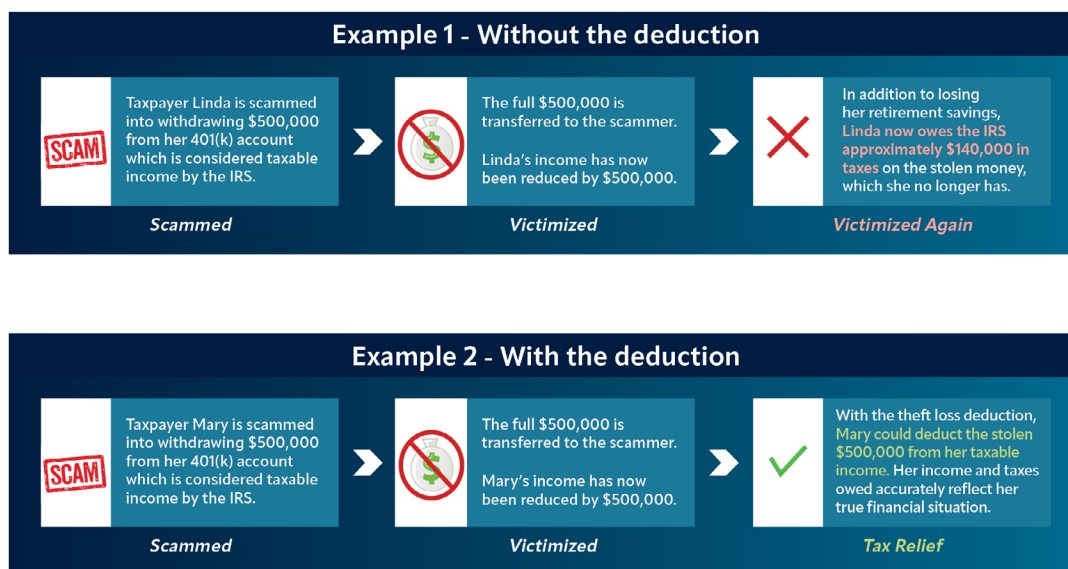 Example 1 - Without the deduction
SCAM
Taxpayer Linda is scammed
into withdrawing $500,000
from her 401(k) account
which is considered taxable
income by the IRS.
Scammed
$
The full $500,000 is
transferred to the scammer.
Linda's income has now
been reduced by $500,000.
Victimized
In addition to losing
her retirement savings,
Linda now owes the IRS
approximately $140,000 in
taxes on the stolen money,
which she no longer has.
Victimized Again
Example 2 - With the deduction
SCAM
Taxpayer Mary is scammed
into withdrawing $500,000
from her 401(k) account
which is considered taxable
income by the IRS.
Scammed
$
The full $500,000 is
transferred to the scammer.
Mary's income has now
been reduced by $500,000.
Victimized
With the theft loss deduction,
Mary could deduct the stolen
$500,000 from her taxable
income. Her income and taxes
owed accurately reflect her
true financial situation.
Tax Relief